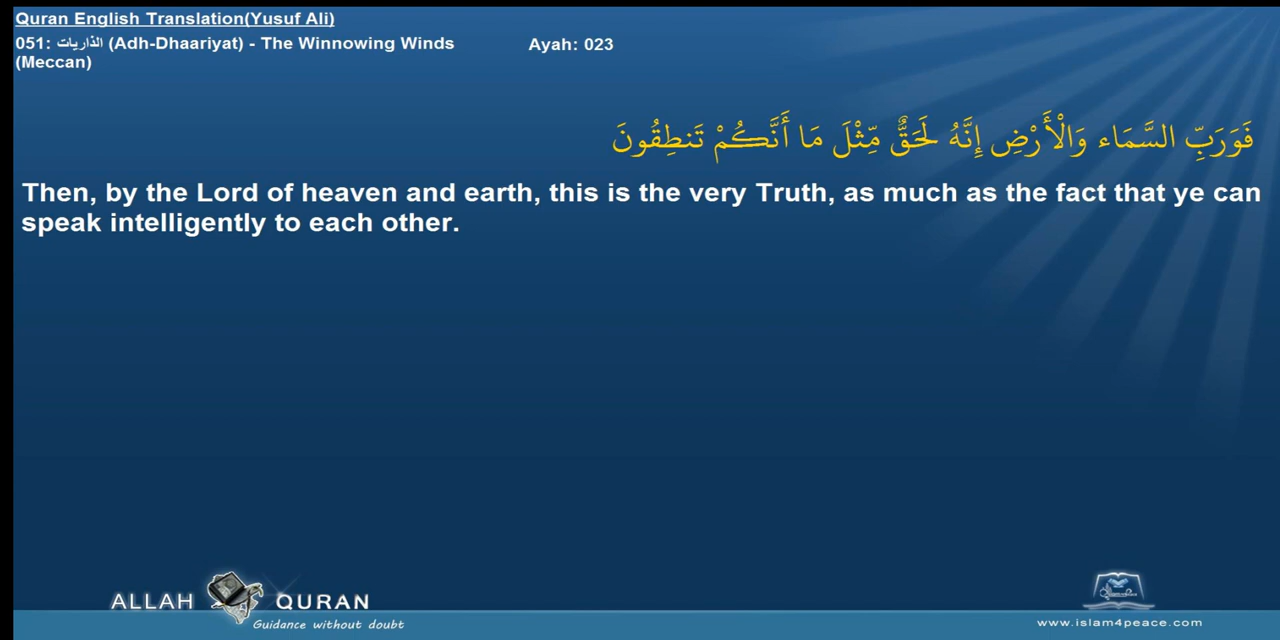 Quran English Translation(Yusuf Ali)
051: الذاريات (Adh-Dhaariyat) - The Winnowing Winds
(Meccan)
Ayah: 023
فَوَرَبِّ السَّمَاء وَالْأَرْضِ إِنَّهُ لَحَقٌّ مِّثْلَ مَا أَنَّكُمْ تَنطِقُونَ
Then, by the Lord of heaven and earth, this is the very Truth, as much as the fact that ye can
speak intelligently to each other.
ALLAH QURAN
Guidance without doubt
www.islam4peace.com